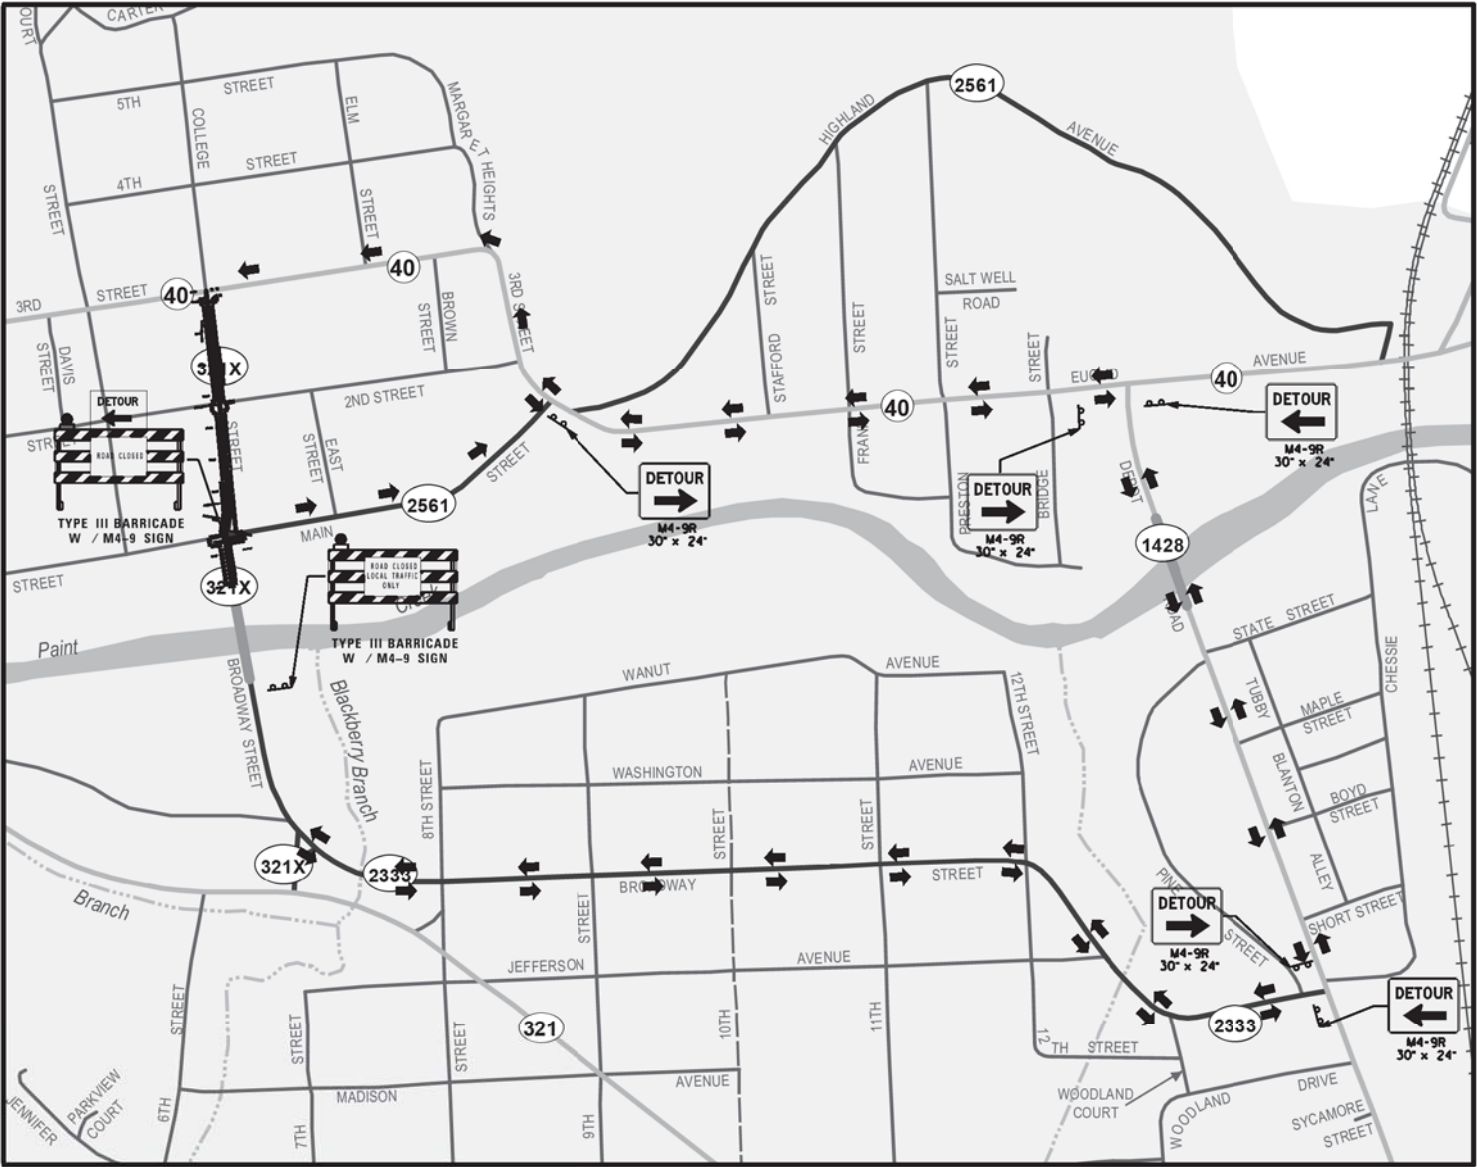 CARTER
COURT
5TH
STREET
COLLEGE
ELM
STREET
MARGARET HEIGHTS
4TH
STREET
STREET
2561
HIGHLAND
AVENUE
3RD
STREET
40
40
3RD STREET
BROWN
STREET
DAVIS
STREET
2ND STREET
EAST
STREET
STREET
DETOUR
ROAD CLOSED
TYPE III BARRICADE
W / M4-9 SIGN
MAIN
STREET
2561
STREET
321X
STAFFORD
STREET
STREET
SALT WELL
ROAD
STREET
STREET
PRESTON
BRIDGE
40
AVENUE
40
DETOUR
M4-9R
30" x 24"
DETOUR
M4-9R
30" x 24"
DETOUR
M4-9R
30" x 24"
ROAD CLOSED
LOCAL TRAFFIC
ONLY
Creek
TYPE III BARRICADE
W / M4-9 SIGN
Paint
1428
LANE
CHESSIE
STATE STREET
TUBBY
MAPLE
STREET
BLANTON
BOYD
STREET
ALLEY
SHORT STREET
BROADWAY STREET
Blackberry Branch
WANUT
AVENUE
12TH STREET
WASHINGTON
AVENUE
8TH STREET
STREET
STREET
321X
2333
BROADWAY
STREET
PINE
STREET
DETOUR
M4-9R
30" x 24"
DETOUR
M4-9R
30" x 24"
2333
Branch
STREET
JEFFERSON
AVENUE
STREET
STREET
STREET
10TH
11TH
321
12
TH STREET
WOODLAND
COURT
WOODLAND
DRIVE
SYCAMORE
STREET
MADISON
AVENUE
6TH
7TH
9TH
PARKVIEW
COURT
JENNIFER